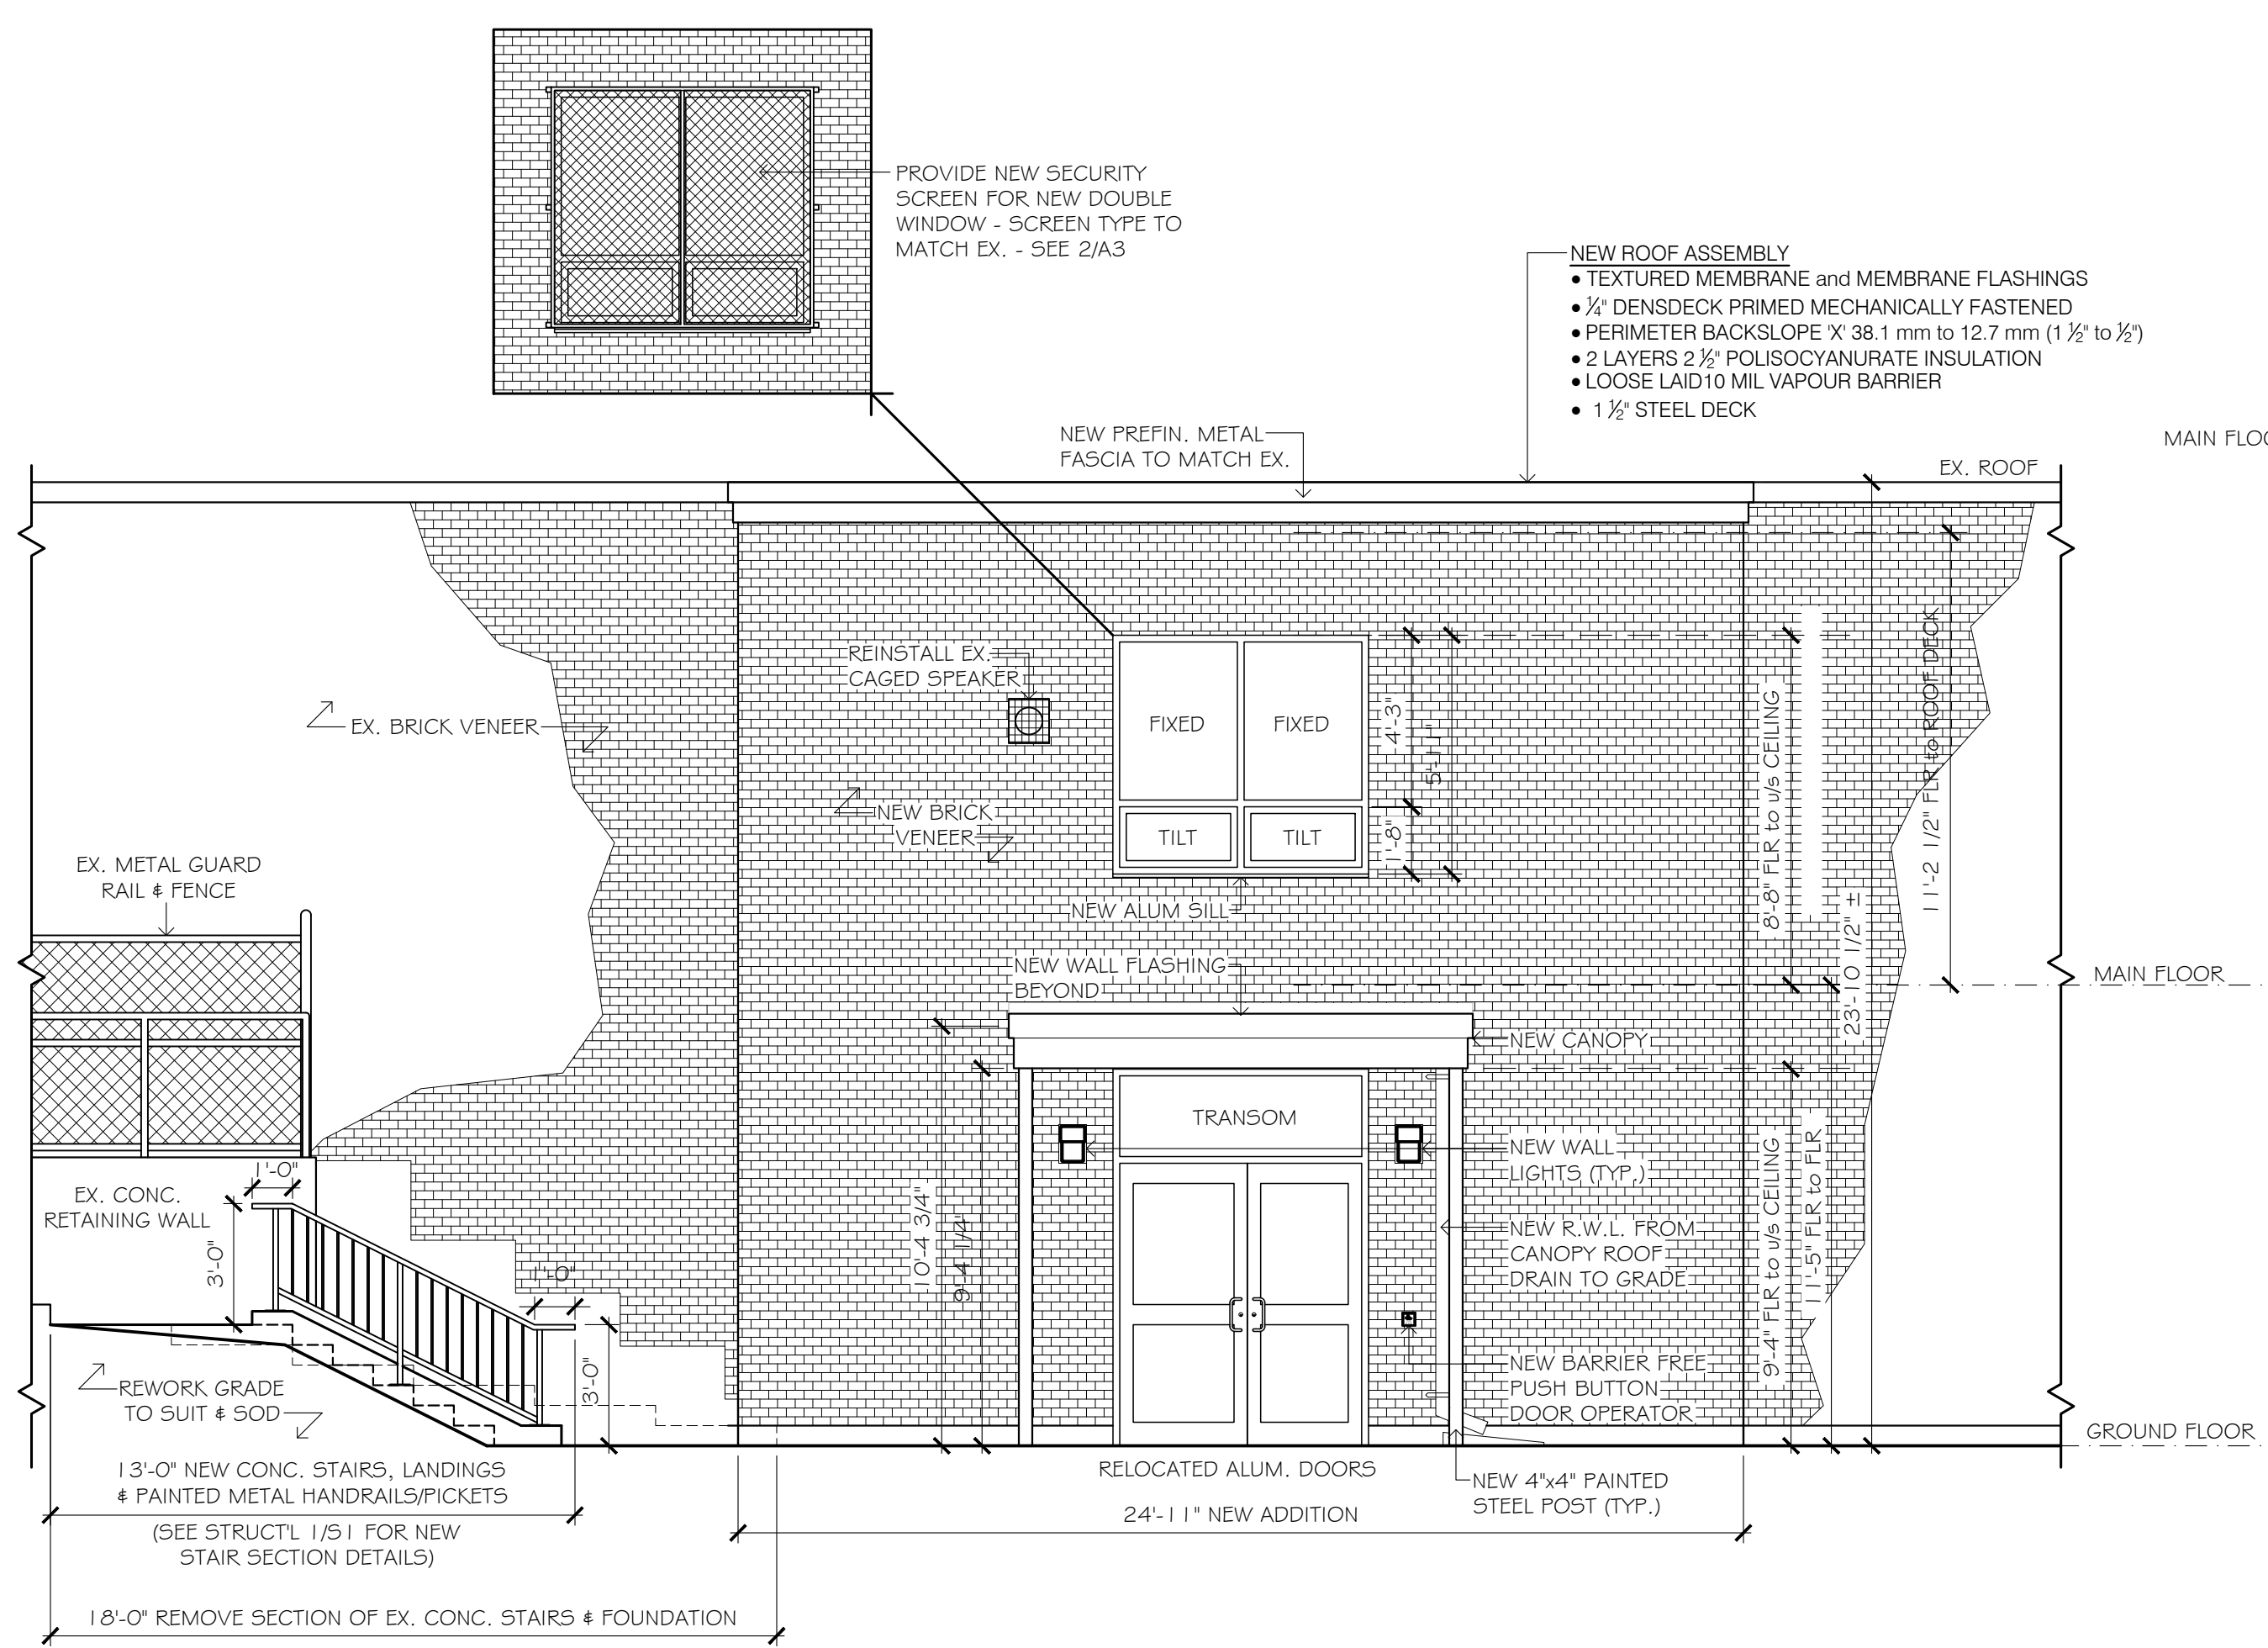 PROVIDE NEW SECURITY
SCREEN FOR NEW DOUBLE
WINDOW - SCREEN TYPE TO
MATCH EX. - SEE 2/A3
NEW ROOF ASSEMBLY
• TEXTURED MEMBRANE and MEMBRANE FLASHINGS
• 1/4" DENSDECK PRIMED MECHANICALLY FASTENED
• PERIMETER BACKSLOPE 'X' 38.1 mm to 12.7 mm (1 1/2" to 1/2")
• 2 LAYERS 2 1/2" POLISOCYANURATE INSULATION
• LOOSE LAID10 MIL VAPOUR BARRIER
• 1 1/2" STEEL DECK
NEW PREFIN. METAL
FASCIA TO MATCH EX.
MAIN FLOO
EX. ROOF
REINSTALL EX.
CAGED SPEAKER
EX. BRICK VENEER
FIXED
FIXED
4'-3"
5'-11"
8'-8" FLR to u/s CEILING
11'-2 1/2" FLR to ROOF DECK
NEW BRICK
VENEER
TILT
TILT
1'-8"
EX. METAL GUARD
RAIL & FENCE
NEW ALUM SILL
23'-10 1/2" ±
NEW WALL FLASHING
BEYOND
MAIN FLOOR
NEW CANOPY
TRANSOM
NEW WALL
LIGHTS (TYP.)
1'-0"
EX. CONC.
RETAINING WALL
3'-0"
10'-4 3/4"
9'-4 1/4"
NEW R.W.L. FROM
CANOPY ROOF
DRAIN TO GRADE
9'-4" FLR to u/s CEILING
11'-5" FLR to FLR
1'-0"
3'-0"
NEW BARRIER FREE
PUSH BUTTON
DOOR OPERATOR
REWORK GRADE
TO SUIT & SOD
GROUND FLOOR
13'-0" NEW CONC. STAIRS, LANDINGS
& PAINTED METAL HANDRAILS/PICKETS
(SEE STRUCT'L 1/S1 FOR NEW
STAIR SECTION DETAILS)
RELOCATED ALUM. DOORS
NEW 4"x4" PAINTED
STEEL POST (TYP.)
24'-11" NEW ADDITION
18'-0" REMOVE SECTION OF EX. CONC. STAIRS & FOUNDATION